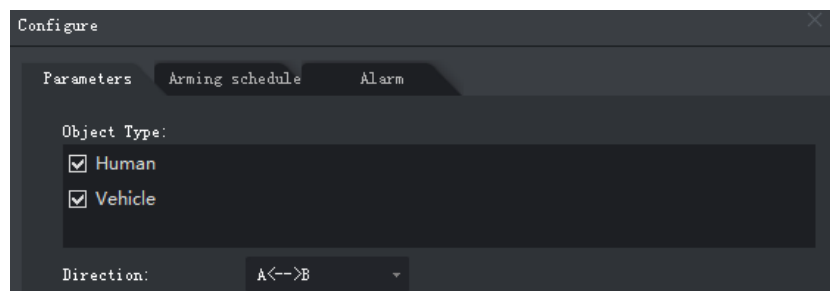 Configure
Parameters Arming schedule Alarm
Object Type:
Human
Vehicle
Direction: A<-->B